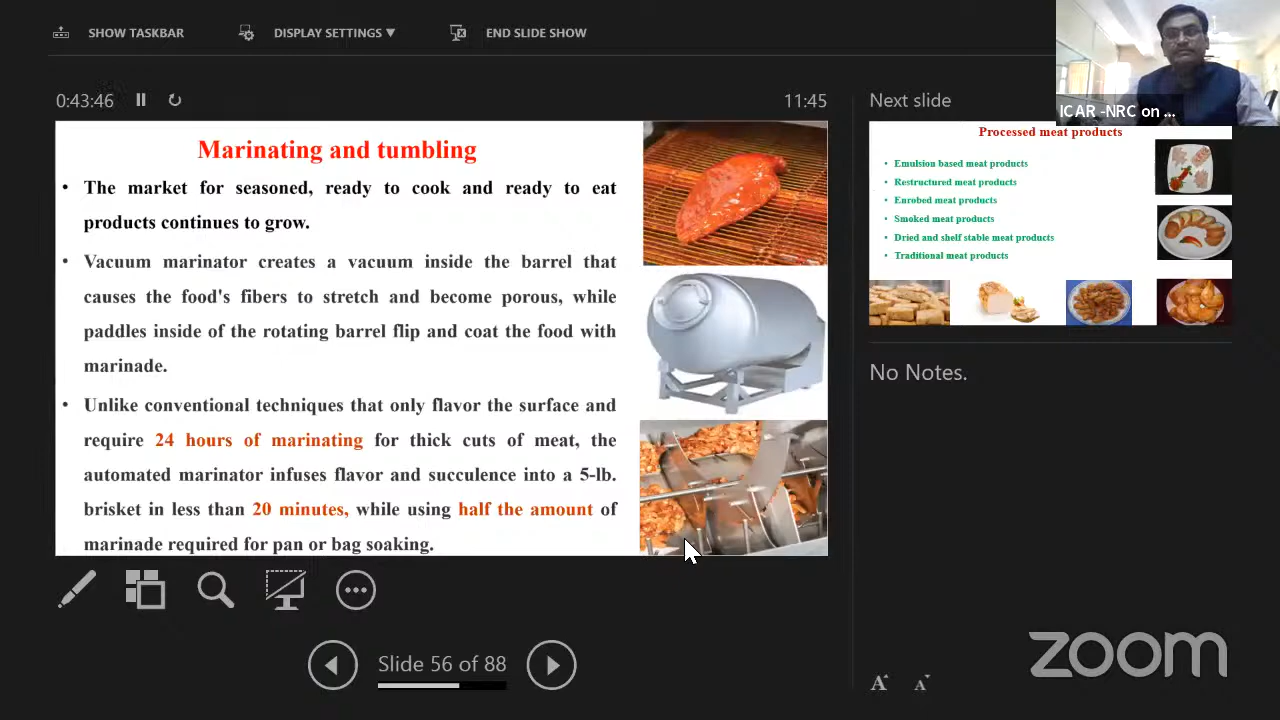 SHOW TASKBAR
DISPLAY SETTINGS ▼
END SLIDE SHOW
ICAR -NRC on ...
0:43:46
11:45
Next slide
Marinating and tumbling
• The market for seasoned, ready to cook and ready to eat
products continues to grow.
• Vacuum marinator creates a vacuum inside the barrel that
causes the food's fibers to stretch and become porous, while
paddles inside of the rotating barrel flip and coat the food with
marinade.
• Unlike conventional techniques that only flavor the surface and
require 24 hours of marinating for thick cuts of meat, the
automated marinator infuses flavor and succulence into a 5-lb.
brisket in less than 20 minutes, while using half the amount of
marinade required for pan or bag soaking.
Processed meat products
• Emulsion based meat products
• Restructured meat products
• Enrobed meat products
• Smoked meat products
• Dried and shelf stable meat products
• Traditional meat products
No Notes.
Slide 56 of 88
zoom
A A